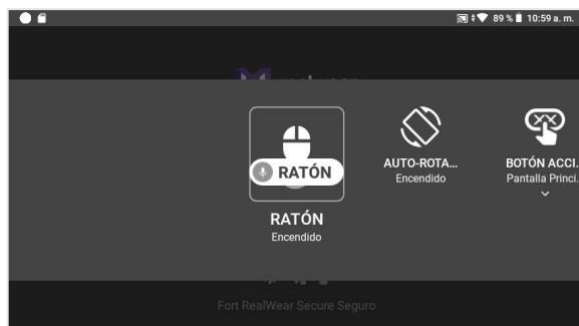 89 % 10:59 a. m.
RATÓN
RATÓN
Encendido
AUTO-ROTA...
Encendido
BOTÓN ACCI.
Pantalla Princi.
Fort RealWear Secure Seguro